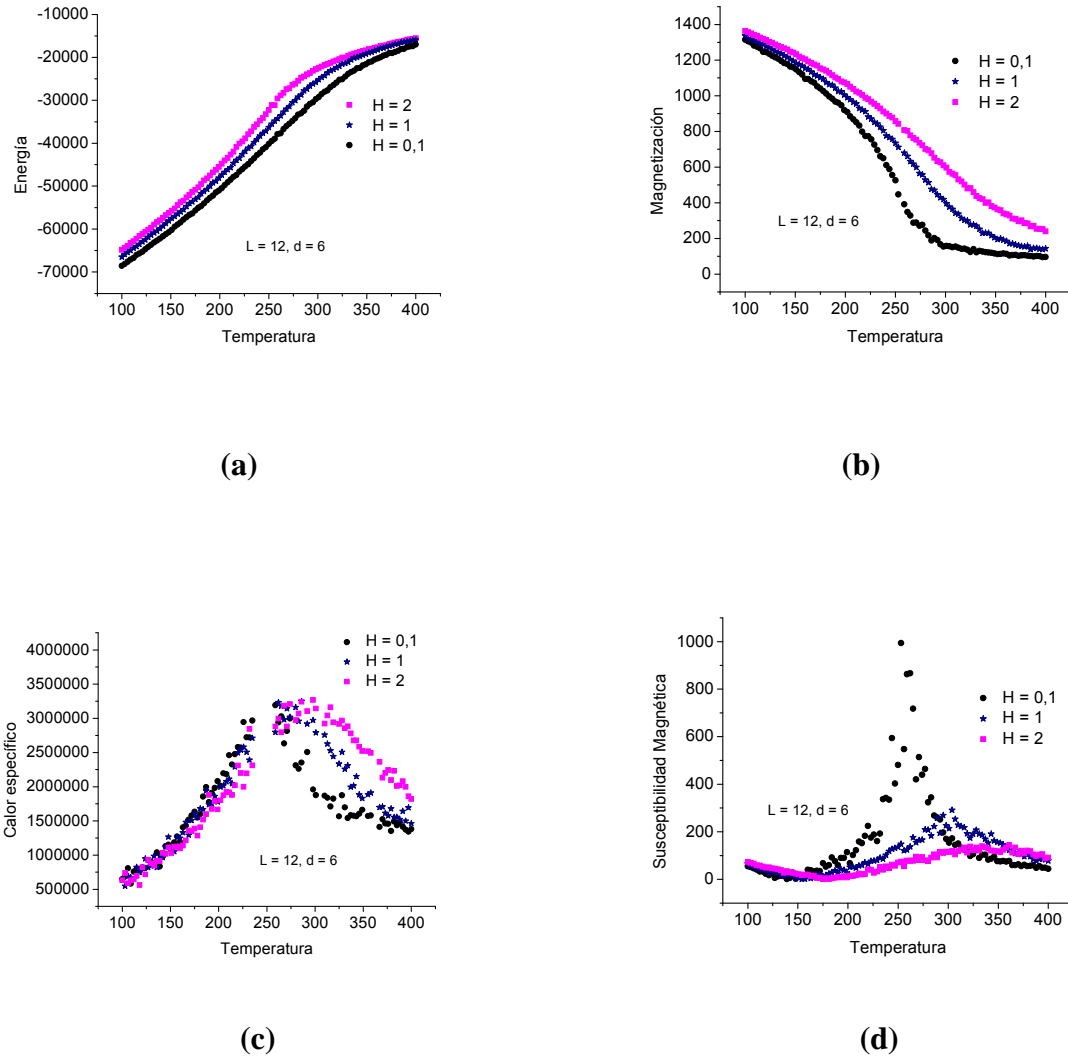 -10000
-20000
-30000
-40000
-50000
-60000
-70000
Energía
H = 2
H = 1
H = 0,1
L = 12, d = 6
100 150 200 250 300 350 400
Temperatura
(a)
1400
1200
1000
800
600
400
200
0
Magnetización
H = 0,1
H = 1
H = 2
L = 12, d = 6
100 150 200 250 300 350 400
Temperatura
(b)
4000000
3500000
3000000
2500000
2000000
1500000
1000000
500000
Calor específico
H = 0,1
H = 1
H = 2
L = 12, d = 6
100 150 200 250 300 350 400
Temperatura
(c)
1000
800
600
400
200
0
Susceptibilidad Magnética
H = 0,1
H = 1
H = 2
L = 12, d = 6
100 150 200 250 300 350 400
Temperatura
(d)